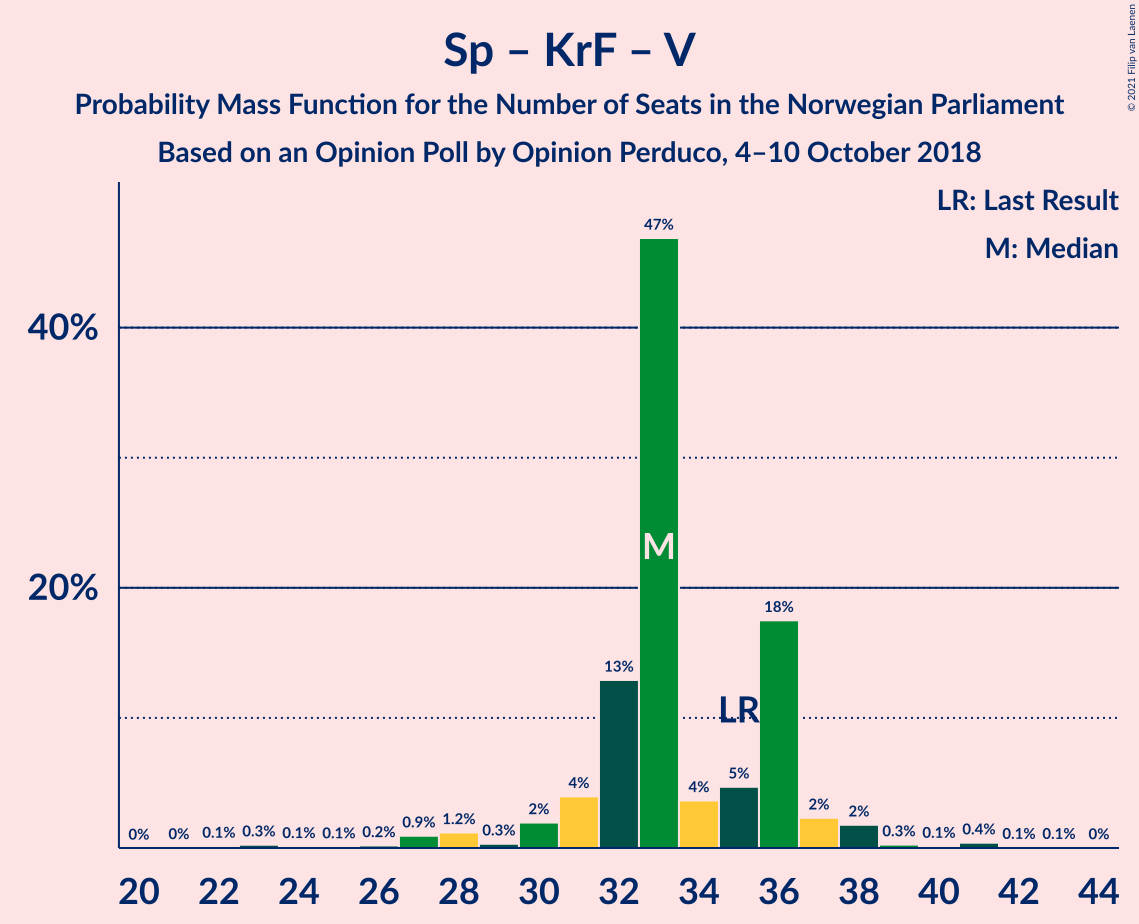 Sp – KrF – V
Probability Mass Function for the Number of Seats in the Norwegian Parliament
Based on an Opinion Poll by Opinion Perduco, 4–10 October 2018
© 2021 Filip van Laenen
LR: Last Result
M: Median
40%
20%
0% 0% 0.1% 0.3% 0.1% 0.1% 0.2% 0.9% 1.2% 0.3% 2% 4% 13% 47% 4% 5% 18% 2% 2% 0.3% 0.1% 0.4% 0.1% 0.1% 0%
M
LR
20 22 24 26 28 30 32 34 36 38 40 42 44